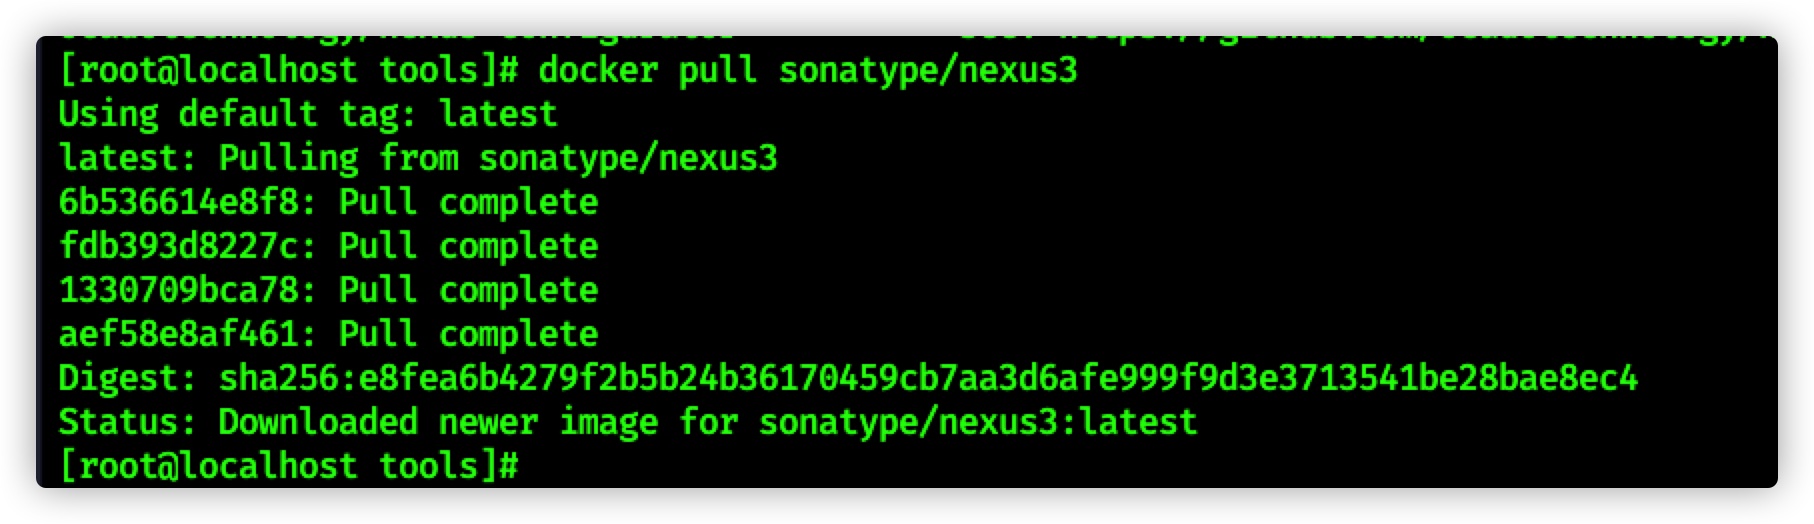 [root@localhost tools]# docker pull sonatype/nexus3
Using default tag: latest
latest: Pulling from sonatype/nexus3
6b536614e8f8: Pull complete
fdb393d8227c: Pull complete
1330709bca78: Pull complete
aef58e8af461: Pull complete
Digest: sha256:e8fea6b4279f2b5b24b36170459cb7aa3d6afe999f9d3e3713541be28bae8ec4
Status: Downloaded newer image for sonatype/nexus3:latest
[root@localhost tools]#